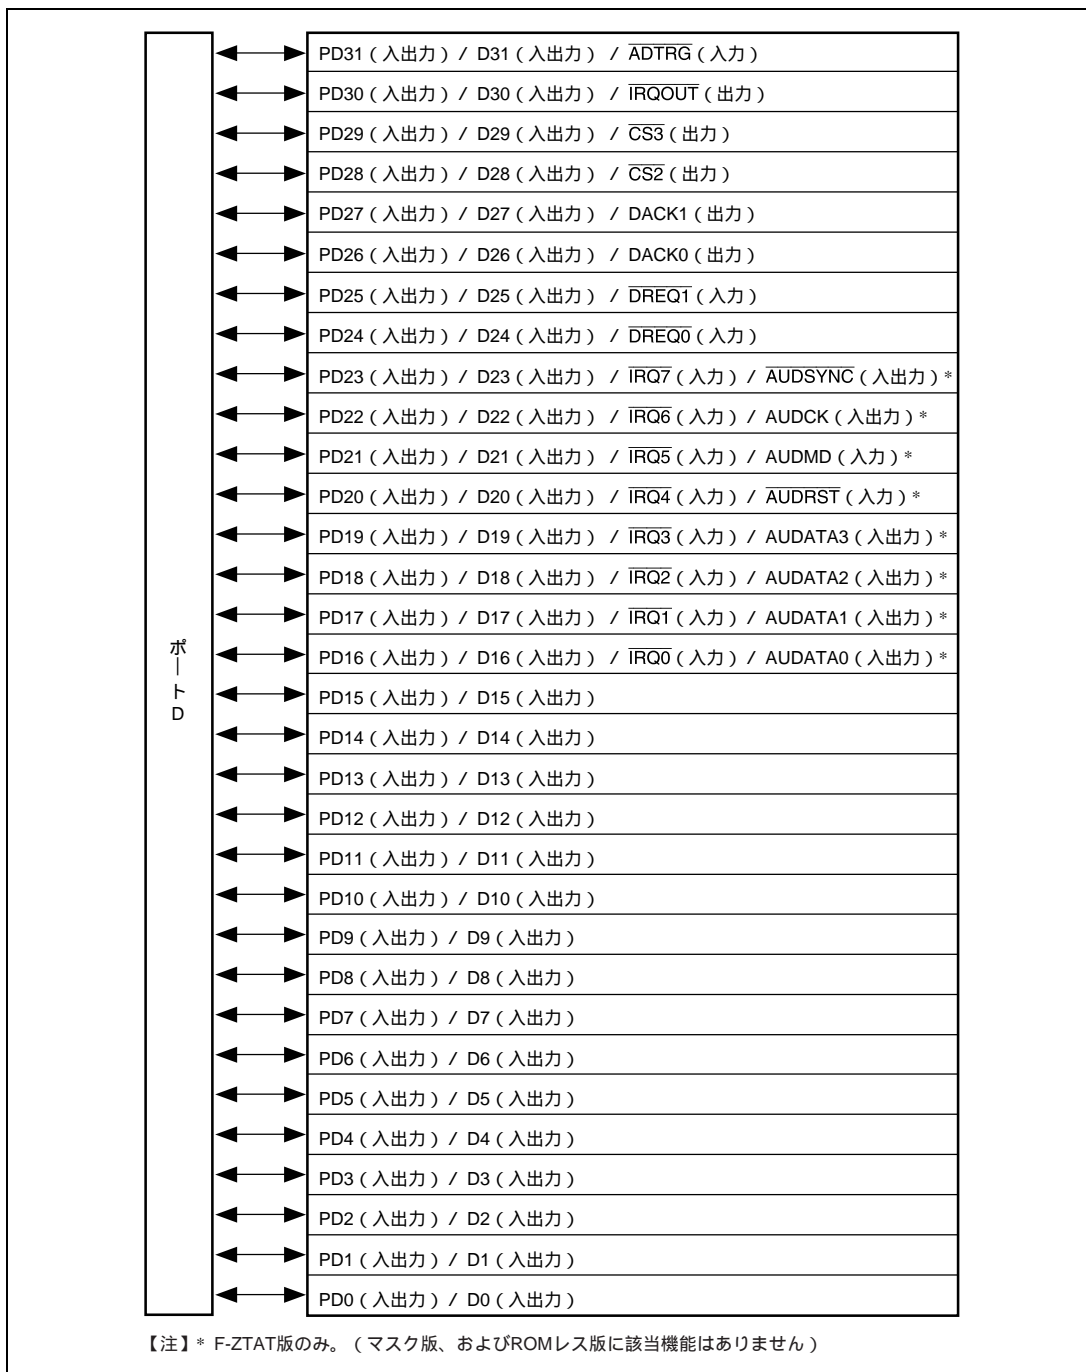 PD31(入出力)/ D31(入出力) / A̅D̅T̅R̅G̅(入力)
PD30(入出力)/ D30(入出力) / I̅R̅Q̅O̅U̅T̅(出力)
PD29(入出力)/ D29(入出力) / C̅S̅3̅(出力)
PD28(入出力)/ D28(入出力) / C̅S̅2̅(出力)
PD27(入出力)/ D27(入出力) / DACK1(出力)
PD26(入出力)/ D26(入出力) / DACK0(出力)
PD25(入出力)/ D25(入出力) / D̅R̅E̅Q̅1̅(入力)
PD24(入出力)/ D24(入出力) / D̅R̅E̅Q̅0̅(入力)
PD23(入出力)/ D23(入出力) / I̅R̅Q̅7̅(入力)/ A̅U̅D̅S̅Y̅N̅C̅(入出力)*
PD22(入出力)/ D22(入出力) / I̅R̅Q̅6̅(入力)/ AUDCK(入出力)*
PD21(入出力)/ D21(入出力) / I̅R̅Q̅5̅(入力)/ AUDMD(入力)*
PD20(入出力)/ D20(入出力) / I̅R̅Q̅4̅(入力)/ A̅U̅D̅R̅S̅T̅(入力)*
PD19(入出力)/ D19(入出力) / I̅R̅Q̅3̅(入力)/ AUDATA3(入出力)*
PD18(入出力)/ D18(入出力) / I̅R̅Q̅2̅(入力)/ AUDATA2(入出力)*
PD17(入出力)/ D17(入出力) / I̅R̅Q̅1̅(入力)/ AUDATA1(入出力)*
PD16(入出力)/ D16(入出力) / I̅R̅Q̅0̅(入力)/ AUDATA0(入出力)*
ポートD
PD15(入出力)/ D15(入出力)
PD14(入出力)/ D14(入出力)
PD13(入出力)/ D13(入出力)
PD12(入出力)/ D12(入出力)
PD11(入出力)/ D11(入出力)
PD10(入出力)/ D10(入出力)
PD9(入出力)/ D9(入出力)
PD8(入出力)/ D8(入出力)
PD7(入出力)/ D7(入出力)
PD6(入出力)/ D6(入出力)
PD5(入出力)/ D5(入出力)
PD4(入出力)/ D4(入出力)
PD3(入出力)/ D3(入出力)
PD2(入出力)/ D2(入出力)
PD1(入出力)/ D1(入出力)
PD0(入出力)/ D0(入出力)
【注】* F-ZTAT版のみ。(マスク版、およびROMレス版に該当機能はありません)